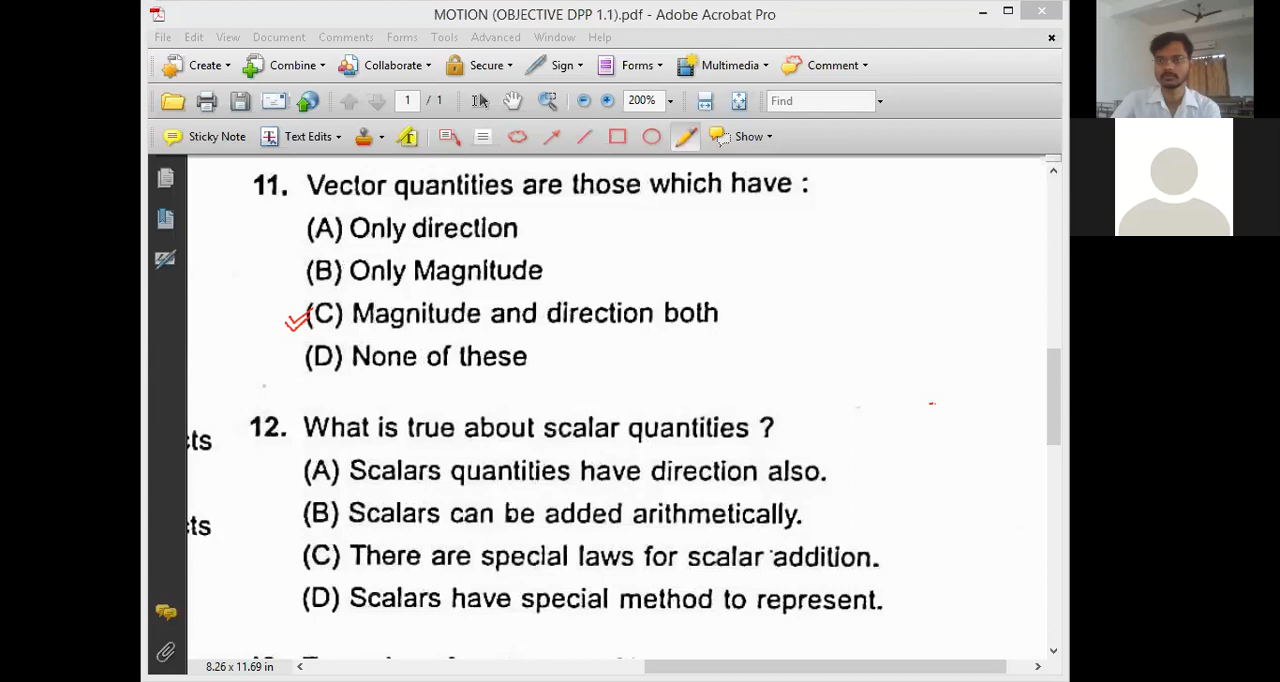 MOTION (OBJECTIVE DPP 1.1).pdf - Adobe Acrobat Pro
File Edit View Document Comments Forms Tools Advanced Window Help
Create Combine Collaborate Secure Sign Forms Multimedia Comment
1 / 1 200% Find
Sticky Note Text Edits Show
11. Vector quantities are those which have :
(A) Only direction
(B) Only Magnitude
(C) Magnitude and direction both
(D) None of these
12. What is true about scalar quantities ?
cts
(A) Scalars quantities have direction also.
(B) Scalars can be added arithmetically.
cts
(C) There are special laws for scalar addition.
(D) Scalars have special method to represent.
8.26 x 11.69 in